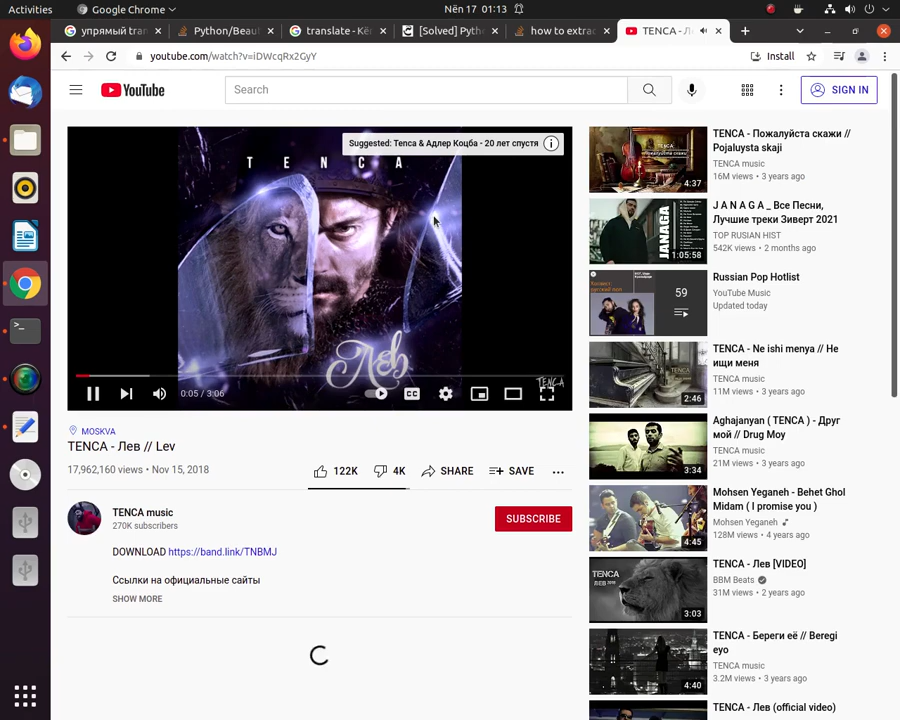 Activities
Google Chrome
Nën 17 01:13
упрямый tran
Python/Beau
translate - Kër
[Solved] Pyth
how to extrac
TENCA - Ле
youtube.com/watch?v=iDWcqRx2GyY
Install
YouTube
Search
SIGN IN
Suggested: Tenca & Адлер Коцба - 20 лет спустя
TENCA
Лев
TENCA
0:05 / 3:06
CC
MOSKVA
TENCA - Лев // Lev
17,962,160 views • Nov 15, 2018
122K
4K
SHARE
SAVE
TENCA music
270K subscribers
SUBSCRIBE
DOWNLOAD https://band.link/TNBMJ
Ссылки на официальные сайты
SHOW MORE
4:37
TENCA - Пожалуйста скажи //
Pojaluysta skaji
TENCA music
16M views • 3 years ago
JANAGA
1:05:58
J A N A G A _ Все Песни,
Лучшие треки Зиверт 2021
TOP RUSIAN HIST
542K views • 2 months ago
59
Russian Pop Hotlist
YouTube Music
Updated today
2:46
TENCA - Ne ishi menya // Не
ищи меня
TENCA music
11M views • 3 years ago
3:34
Aghajanyan ( TENCA ) - Друг
мой // Drug Moy
TENCA music
21M views • 3 years ago
4:45
Mohsen Yeganeh - Behet Ghol
Midam ( I promise you )
Mohsen Yeganeh
128M views • 4 years ago
TENCA
ЛЕВ
3:03
TENCA - Лев [VIDEO]
BBM Beats
31M views • 2 years ago
4:40
TENCA - Береги её // Beregi
eyo
TENCA music
3.2M views • 3 years ago
TENCA - Лев (official video)